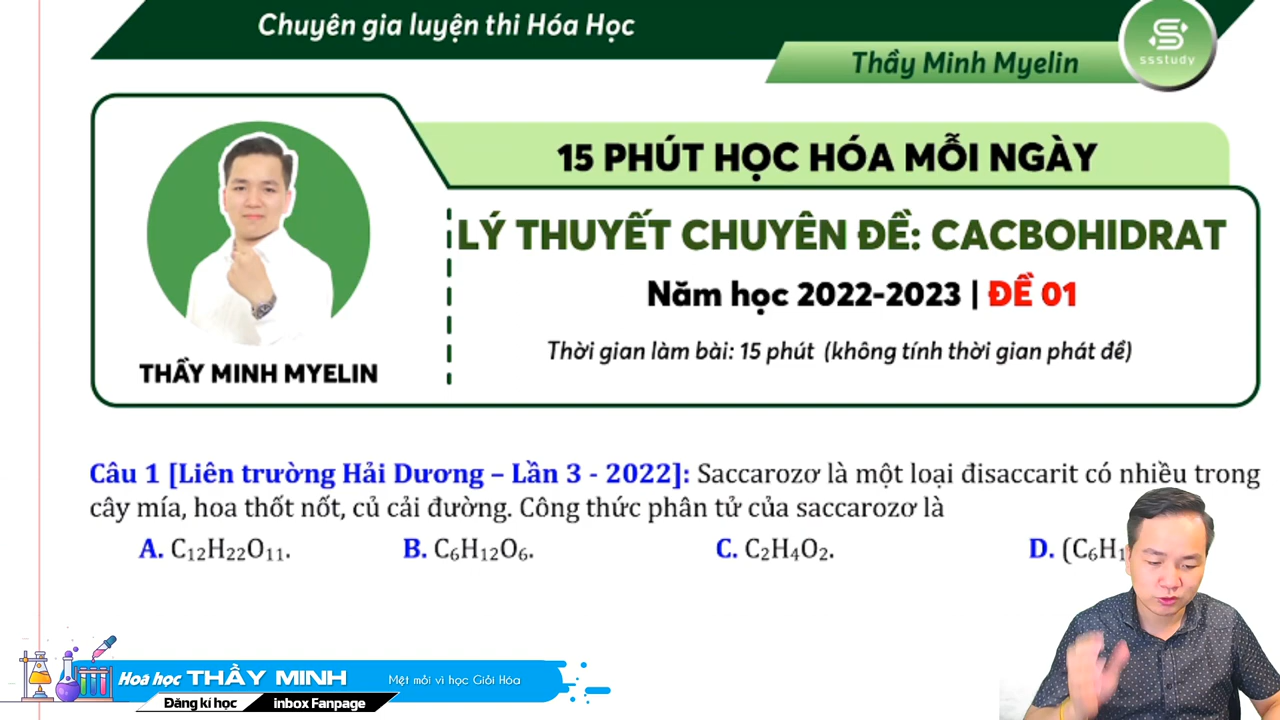 Chuyên gia luyện thi Hóa Học
Thầy Minh Myelin
ssstudy
15 PHÚT HỌC HÓA MỖI NGÀY
LÝ THUYẾT CHUYÊN ĐỀ: CACBOHIDRAT
Năm học 2022-2023 | ĐỀ 01
Thời gian làm bài: 15 phút (không tính thời gian phát đề)
THẦY MINH MYELIN
Câu 1 [Liên trường Hải Dương – Lần 3 - 2022]: Saccarozơ là một loại đisaccarit có nhiều trong
cây mía, hoa thốt nốt, củ cải đường. Công thức phân tử của saccarozơ là
A. C₁₂H₂₂O₁₁. B. C₆H₁₂O₆. C. C₂H₄O₂. D. (C₆H₁
Hoá học THẦY MINH Mệt mỏi vì học Giỏi Hóa
Đăng kí học inbox Fanpage